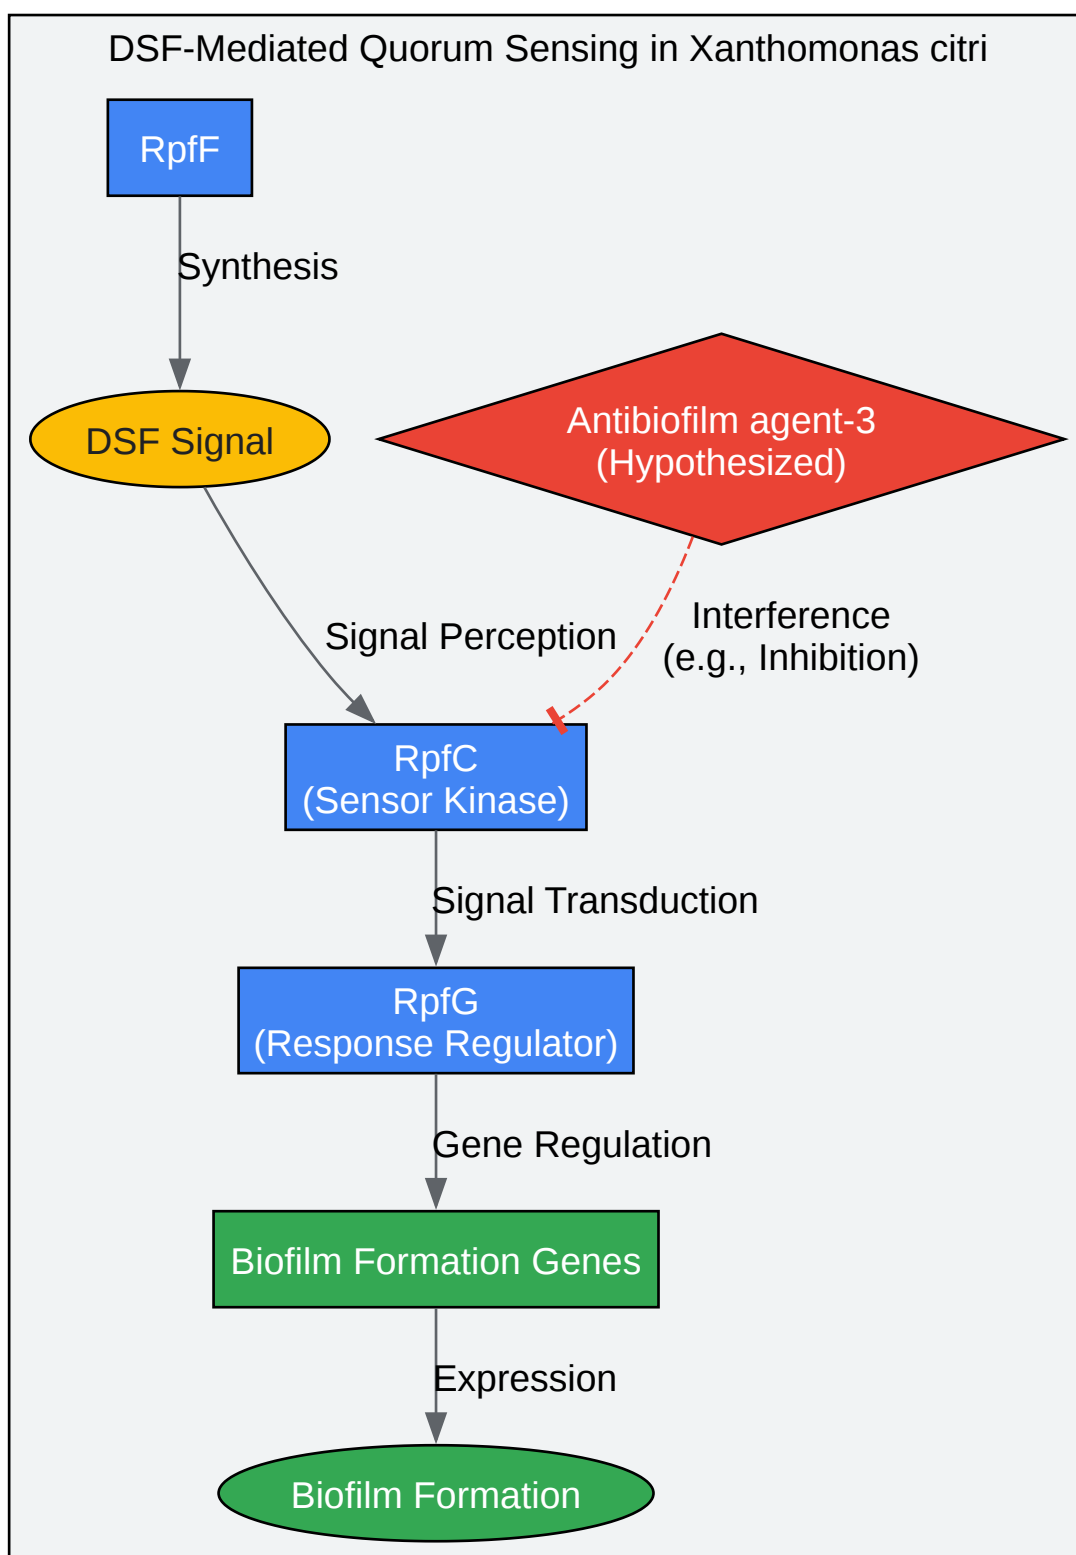 DSF-Mediated Quorum Sensing in Xanthomonas citri
RpfF
Synthesis
DSF Signal
Antibiofilm agent-3
(Hypothesized)
Signal Perception
Interference
(e.g., Inhibition)
RpfC
(Sensor Kinase)
Signal Transduction
RpfG
(Response Regulator)
Gene Regulation
Biofilm Formation Genes
Expression
Biofilm Formation